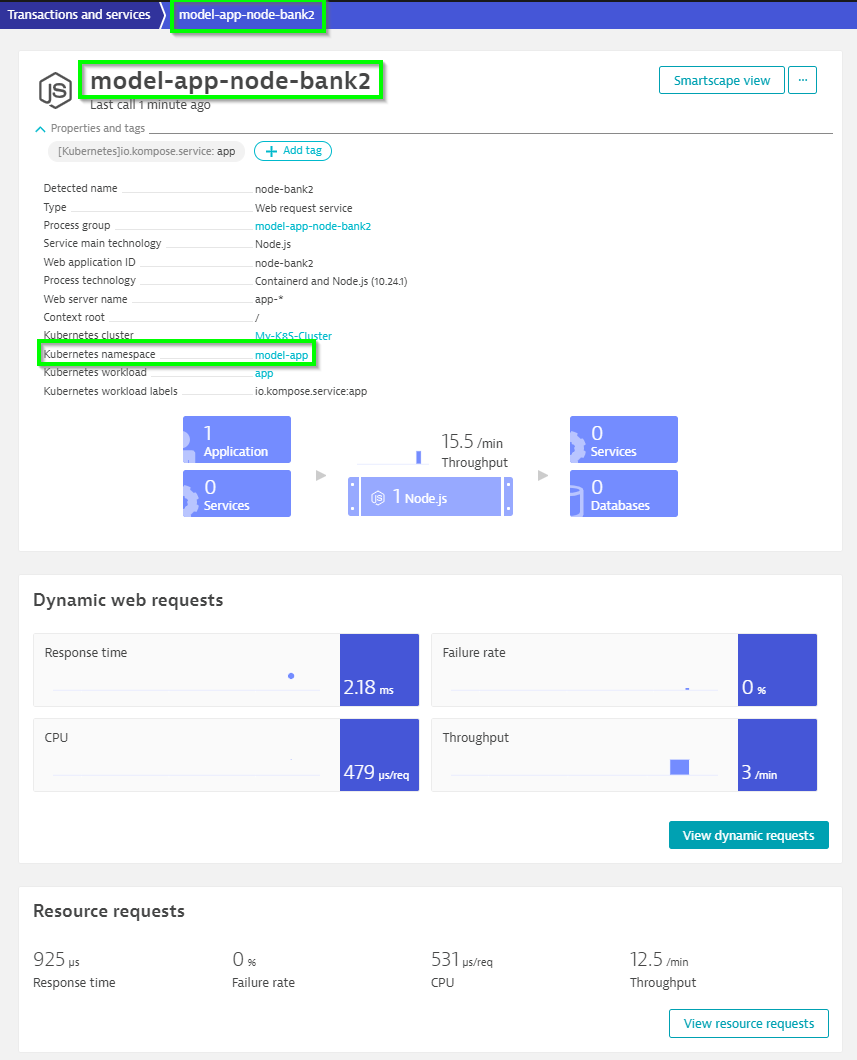 Transactions and services
model-app-node-bank2
JS
model-app-node-bank2
Smartscape view
...
Last call 1 minute ago
Properties and tags
[Kubernetes]io.kompose.service: app
+ Add tag
Detected name node-bank2
Type Web request service
Process group model-app-node-bank2
Service main technology Node.js
Web application ID node-bank2
Process technology Containerd and Node.js (10.24.1)
Web server name app-*
Context root /
Kubernetes cluster My-K8S-Cluster
Kubernetes namespace model-app
Kubernetes workload app
Kubernetes workload labels io.kompose.service:app
1
Application
0
Services
15.5 /min
Throughput
JS 1 Node.js
0
Services
0
Databases
Dynamic web requests
Response time
2.18 ms
Failure rate
0 %
CPU
479 µs/req
Throughput
3 /min
View dynamic requests
Resource requests
925 µs
Response time
0 %
Failure rate
531 µs/req
CPU
12.5 /min
Throughput
View resource requests